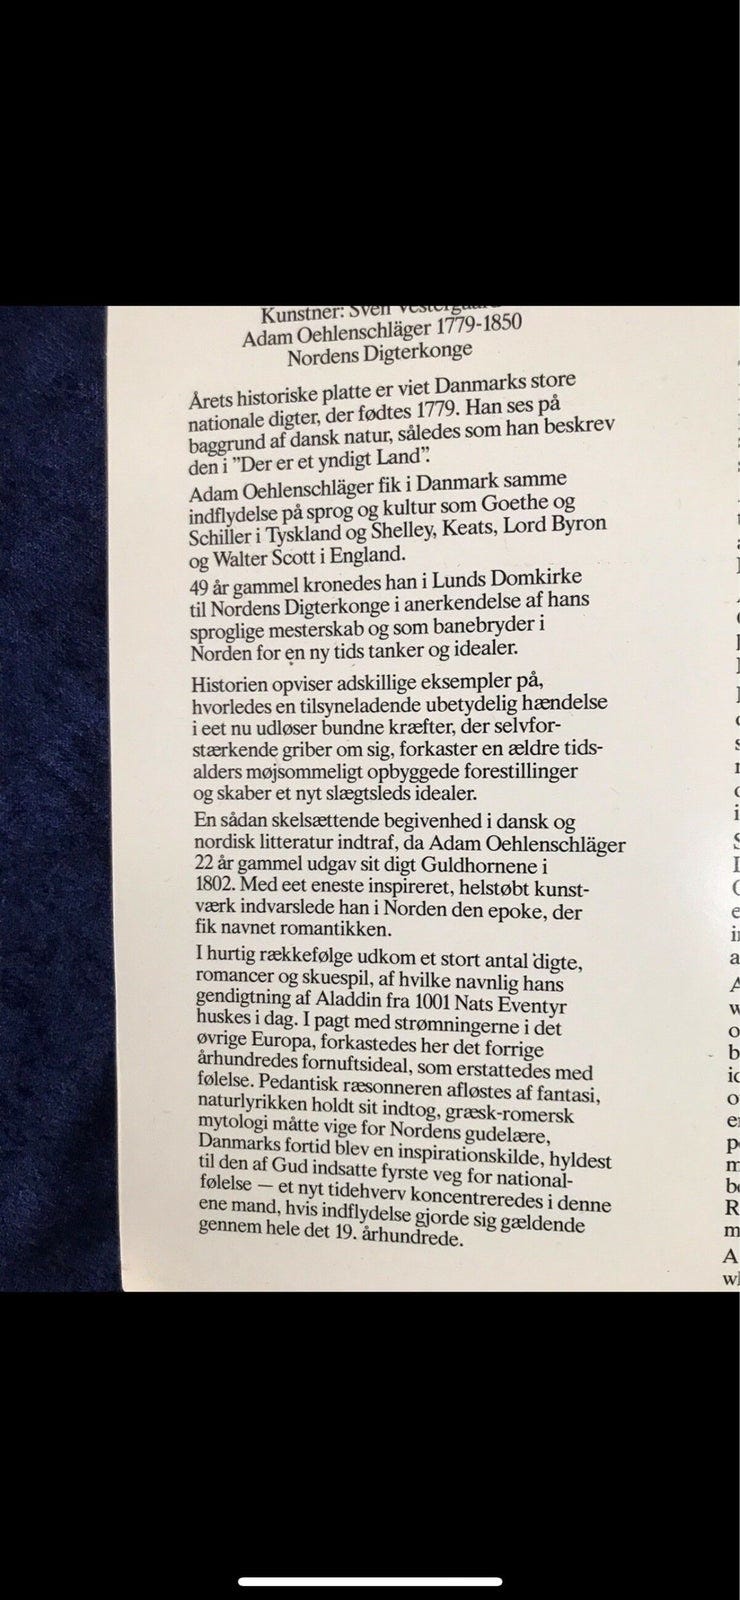 Kunstner: Sven Vestergaard
Adam Oehlenschläger 1779-1850
Nordens Digterkonge
Årets historiske platte er viet Danmarks store
nationale digter, der fødtes 1779. Han ses på
baggrund af dansk natur, således som han beskrev
den i ”Der er et yndigt Land”.
Adam Oehlenschläger fik i Danmark samme
indflydelse på sprog og kultur som Goethe og
Schiller i Tyskland og Shelley, Keats, Lord Byron
og Walter Scott i England.
49 år gammel kronedes han i Lunds Domkirke
til Nordens Digterkonge i anerkendelse af hans
sproglige mesterskab og som banebryder i
Norden for en ny tids tanker og idealer.
Historien opviser adskillige eksempler på,
hvorledes en tilsyneladende ubetydelig hændelse
i eet nu udløser bundne kræfter, der selvfor-
stærkende griber om sig, forkaster en ældre tids-
alders møjsommeligt opbyggede forestillinger
og skaber et nyt slægtsleds idealer.
En sådan skelsættende begivenhed i dansk og
nordisk litteratur indtraf, da Adam Oehlenschläger
22 år gammel udgav sit digt Guldhornene i
1802. Med eet eneste inspireret, helstøbt kunst-
værk indvarslede han i Norden den epoke, der
fik navnet romantikken.
I hurtig rækkefølge udkom et stort antal digte,
romancer og skuespil, af hvilke navnlig hans
gendigtning af Aladdin fra 1001 Nats Eventyr
huskes i dag. I pagt med strømningerne i det
øvrige Europa, forkastedes her det forrige
århundredes fornuftsideal, som erstattedes med
følelse. Pedantisk ræsonneren afløstes af fantasi,
naturlyrikken holdt sit indtog, græsk-romersk
mytologi måtte vige for Nordens gudelære,
Danmarks fortid blev en inspirationskilde, hyldest
til den af Gud indsatte fyrste veg for national-
følelse — et nyt tidehverv koncentreredes i denne
ene mand, hvis indflydelse gjorde sig gældende
gennem hele det 19. århundrede.